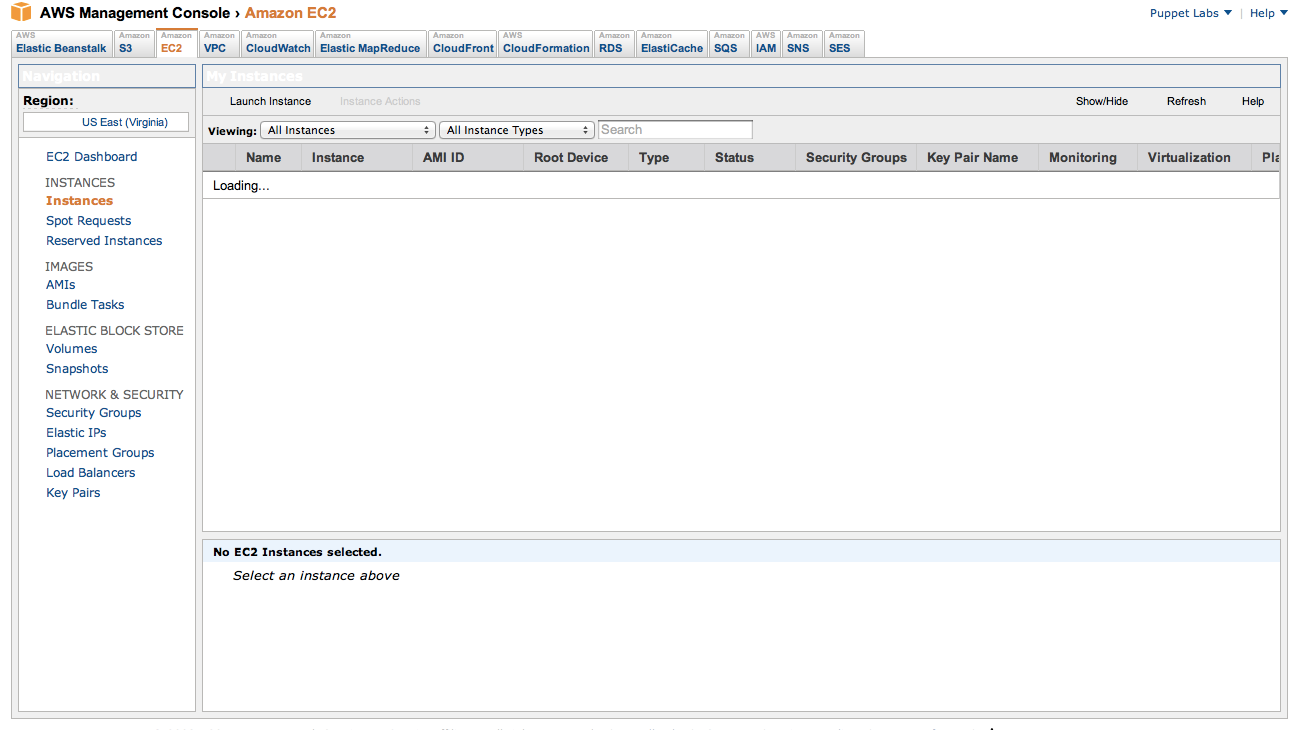 AWS Management Console › Amazon EC2
Puppet Labs | Help
AWS Elastic Beanstalk
Amazon S3
Amazon EC2
Amazon VPC
Amazon CloudWatch
Amazon Elastic MapReduce
Amazon CloudFront
AWS CloudFormation
Amazon RDS
Amazon ElastiCache
Amazon SQS
AWS IAM
Amazon SNS
Amazon SES
Navigation
Region:
US East (Virginia)
EC2 Dashboard
INSTANCES
Instances
Spot Requests
Reserved Instances
IMAGES
AMIs
Bundle Tasks
ELASTIC BLOCK STORE
Volumes
Snapshots
NETWORK & SECURITY
Security Groups
Elastic IPs
Placement Groups
Load Balancers
Key Pairs
My Instances
Launch Instance Instance Actions Show/Hide Refresh Help
Viewing: All Instances All Instance Types Search
Name Instance AMI ID Root Device Type Status Security Groups Key Pair Name Monitoring Virtualization
Loading...
No EC2 Instances selected.
Select an instance above